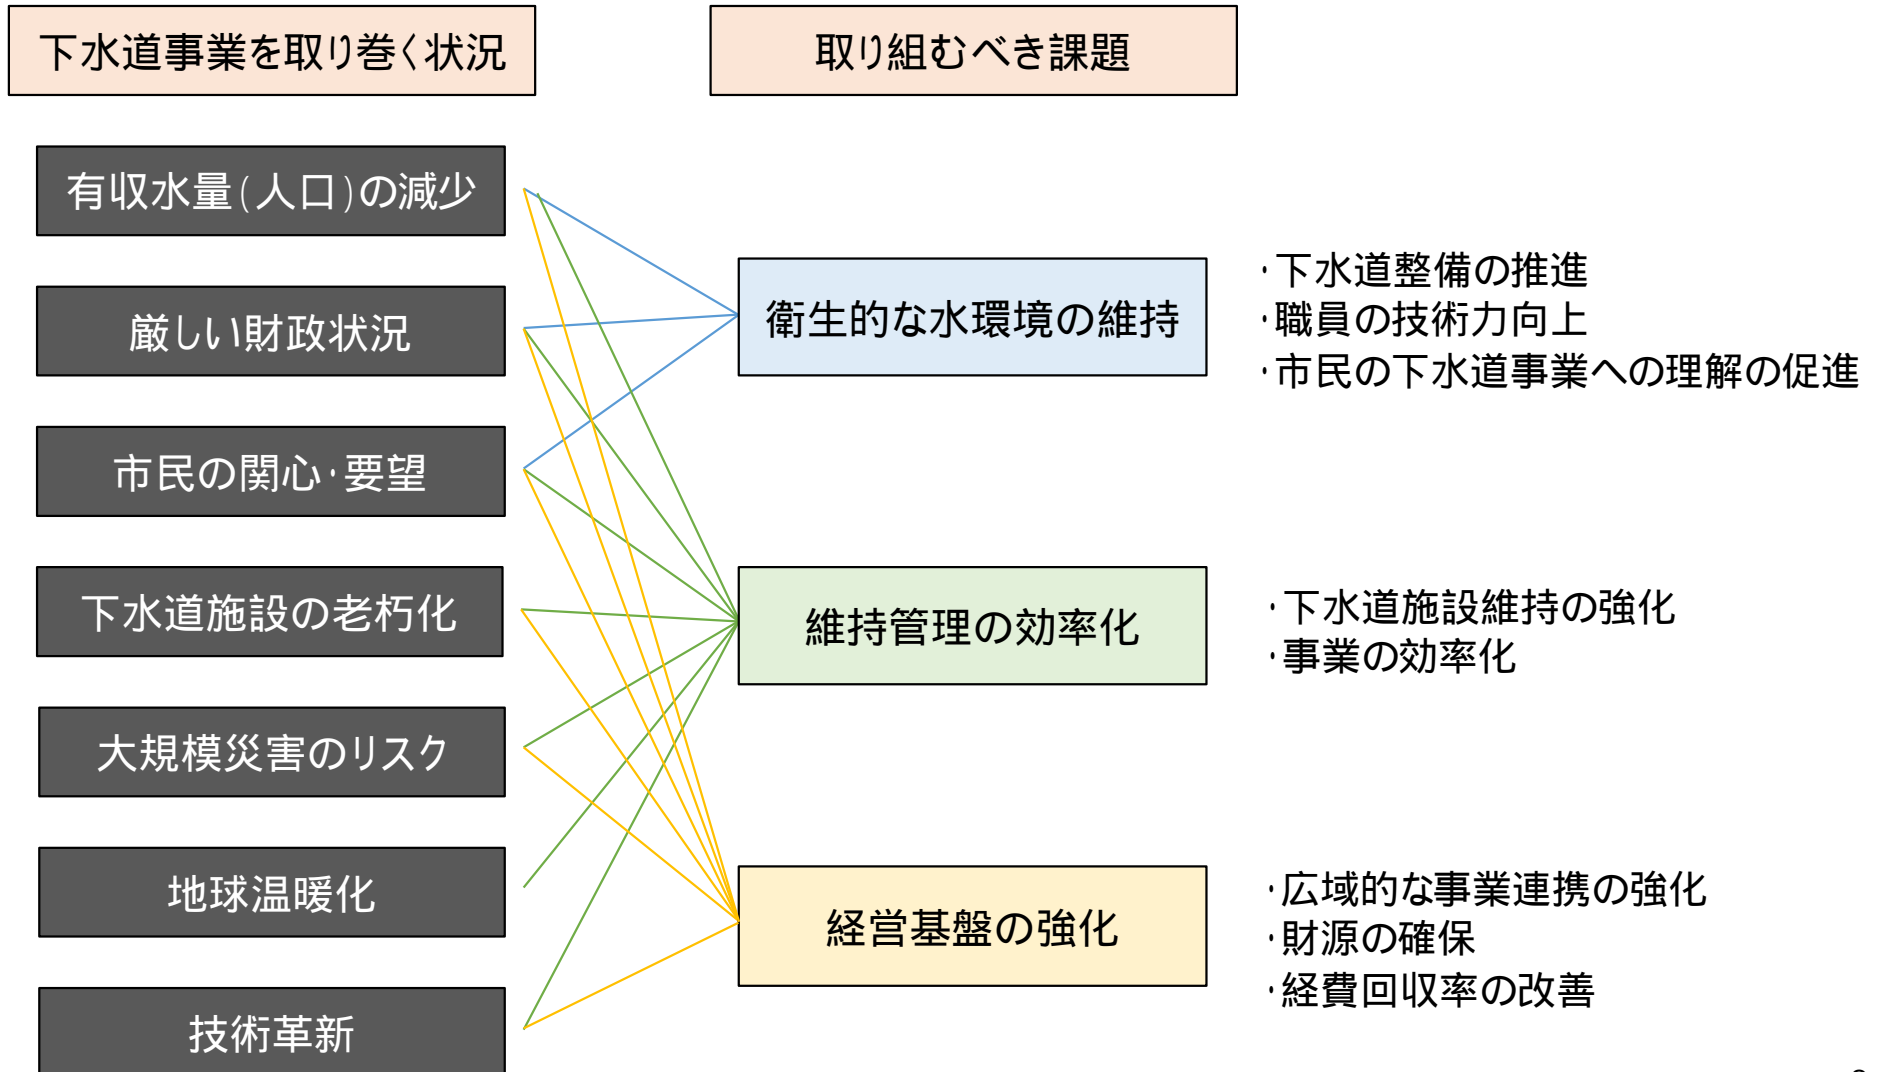 下水道事業を取り巻く状況
取り組むべき課題
有収水量(人口)の減少
厳しい財政状況
市民の関心・要望
下水道施設の老朽化
大規模災害のリスク
地球温暖化
技術革新
衛生的な水環境の維持
・下水道整備の推進
・職員の技術力向上
・市民の下水道事業への理解の促進
維持管理の効率化
・下水道施設維持の強化
・事業の効率化
経営基盤の強化
・広域的な事業連携の強化
・財源の確保
・経費回収率の改善